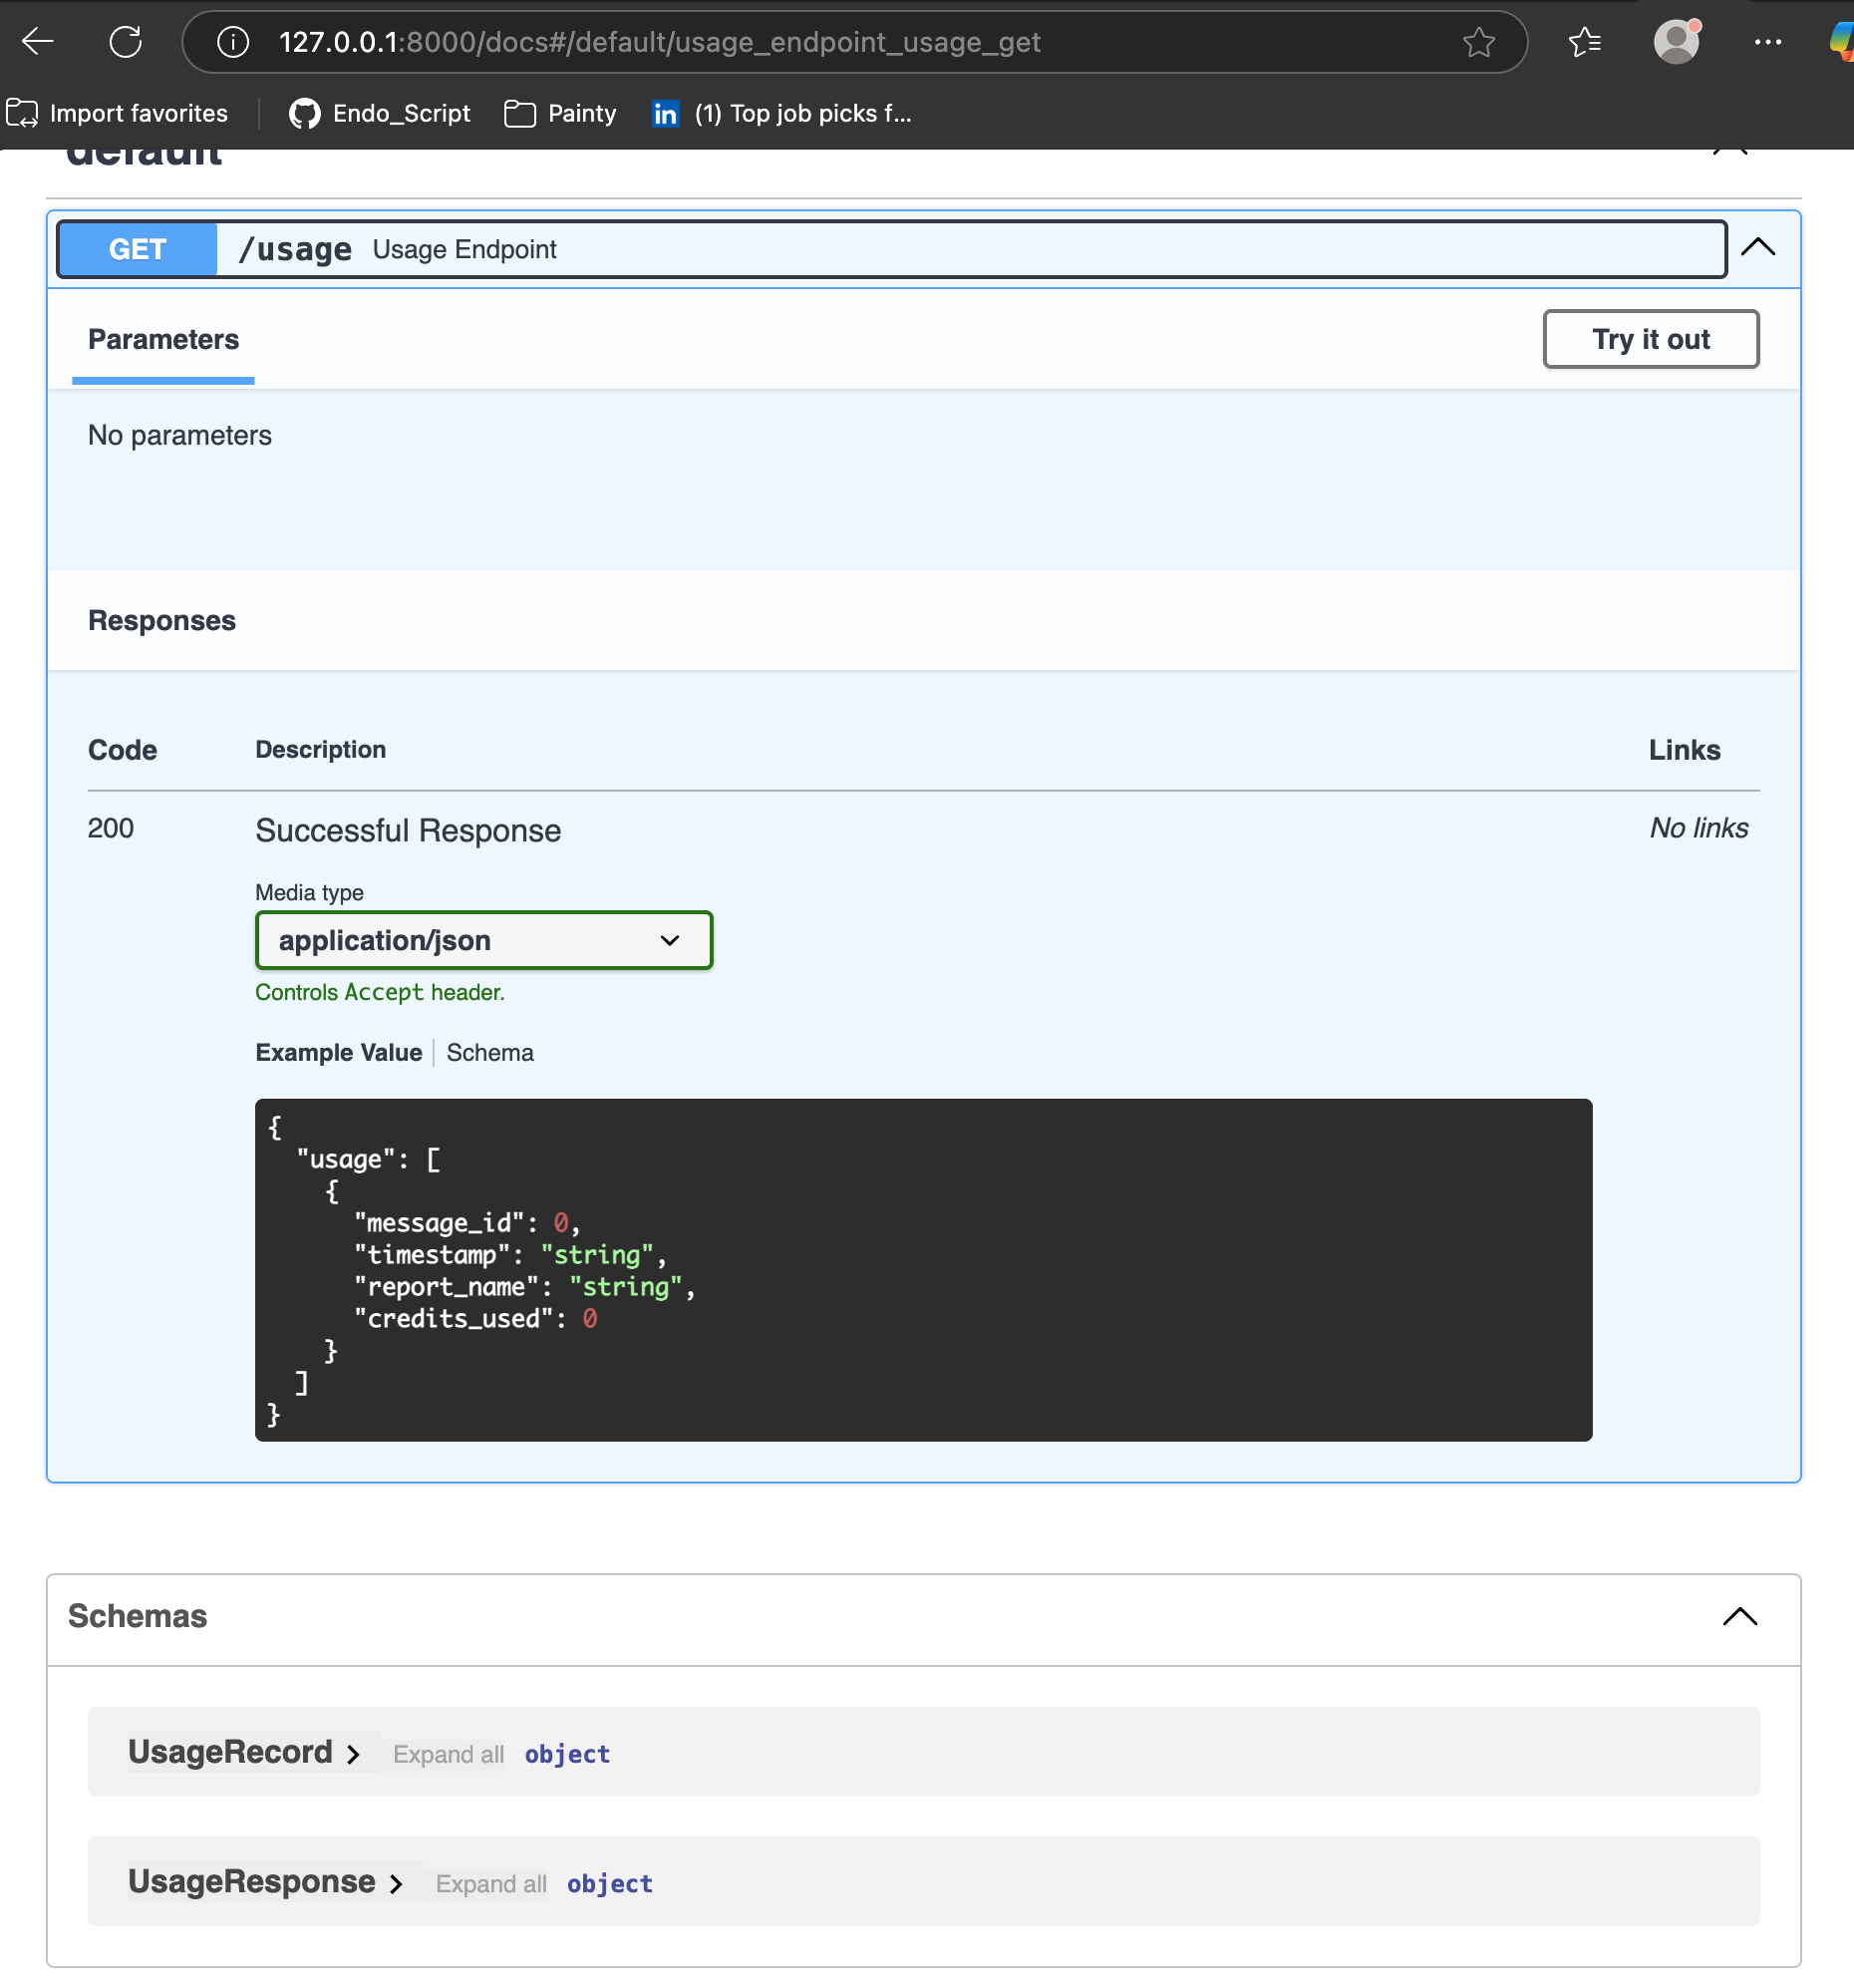 127.0.0.1:8000/docs#/default/usage_endpoint_usage_get
Import favorites
Endo_Script
Painty
in (1) Top job picks f...
default
GET /usage Usage Endpoint
Parameters
Try it out
No parameters
Responses
Code Description Links
200 Successful Response No links
Media type
application/json
Controls Accept header.
Example Value Schema
{
  "usage": [
    {
      "message_id": 0,
      "timestamp": "string",
      "report_name": "string",
      "credits_used": 0
    }
  ]
}
Schemas
UsageRecord Expand all object
UsageResponse Expand all object